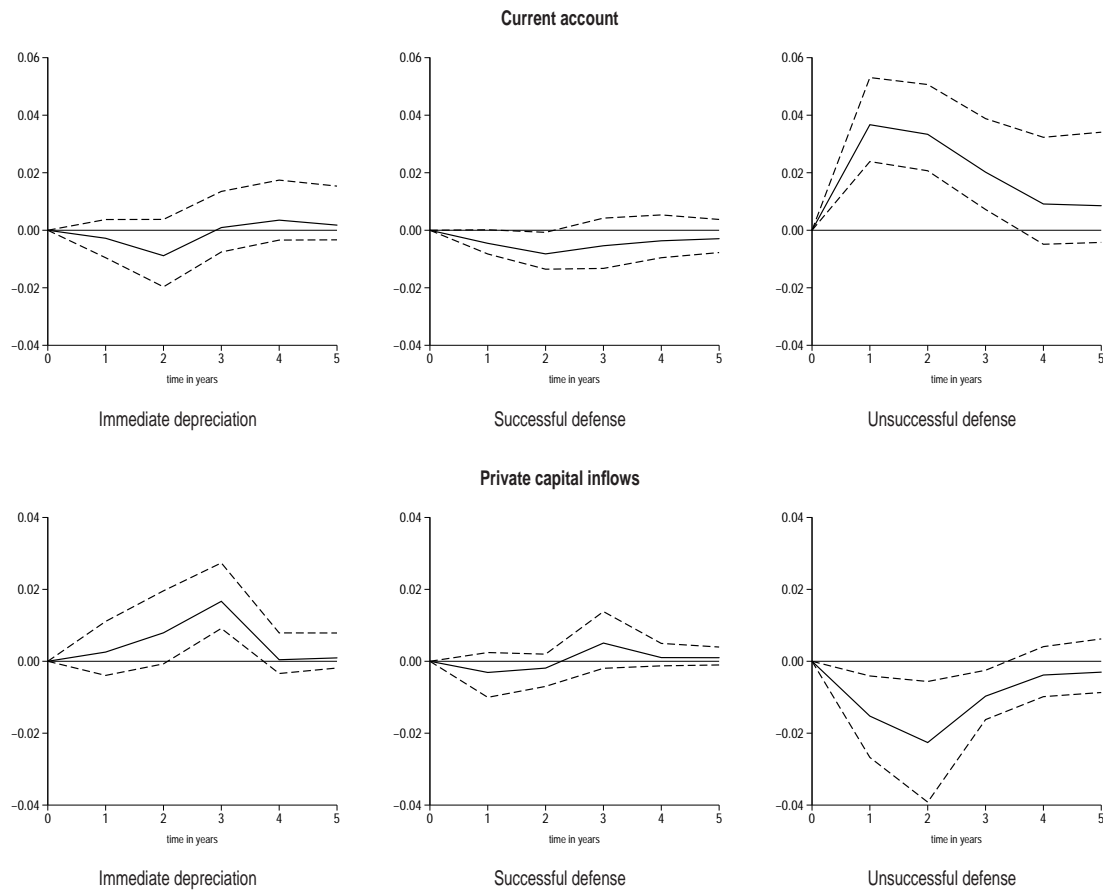 Current account
0.06
0.04
0.02
0.00
−0.02
−0.04
0 1 2 3 4 5
time in years
Immediate depreciation
0.06
0.04
0.02
0.00
−0.02
−0.04
0 1 2 3 4 5
time in years
Successful defense
0.06
0.04
0.02
0.00
−0.02
−0.04
0 1 2 3 4 5
time in years
Unsuccessful defense
Private capital inflows
0.04
0.02
0.00
−0.02
−0.04
0 1 2 3 4 5
time in years
Immediate depreciation
0.04
0.02
0.00
−0.02
−0.04
0 1 2 3 4 5
time in years
Successful defense
0.04
0.02
0.00
−0.02
−0.04
0 1 2 3 4 5
time in years
Unsuccessful defense